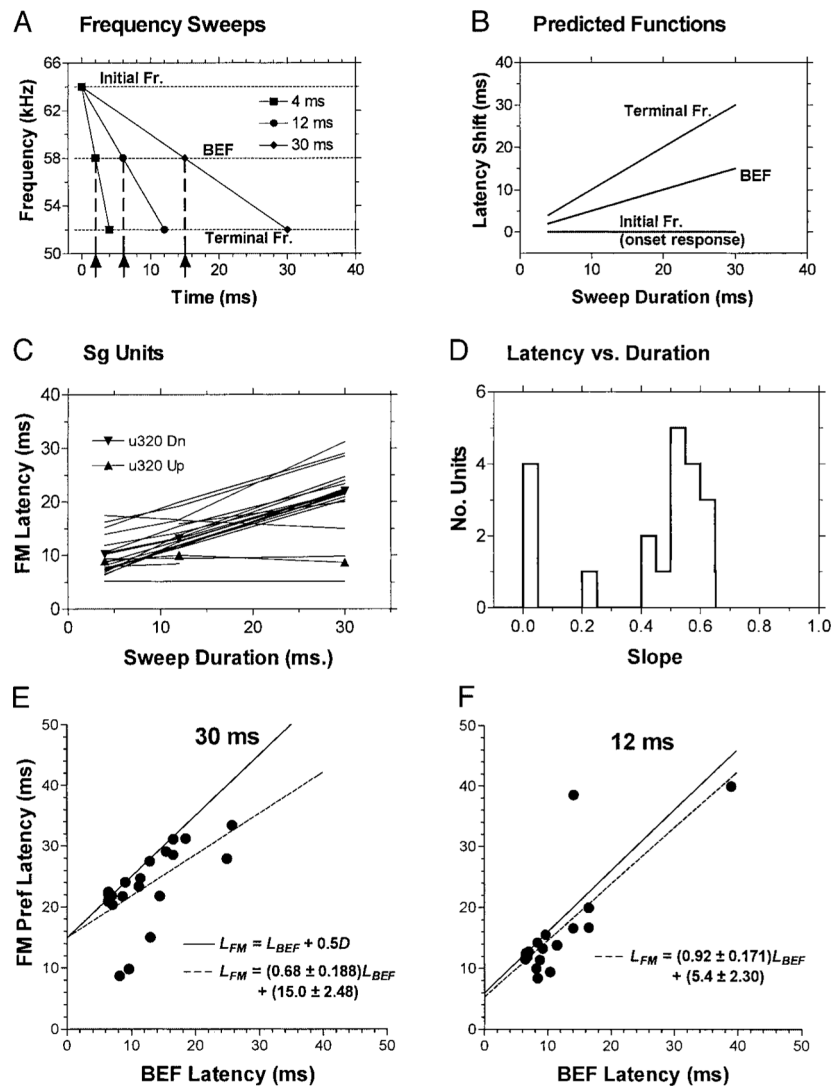 A Frequency Sweeps
Frequency (kHz)
66
62
58
54
50
Initial Fr.
4 ms
12 ms
30 ms
BEF
Terminal Fr.
0 10 20 30 40
Time (ms)
B Predicted Functions
Latency Shift (ms)
40
30
20
10
0
Terminal Fr.
BEF
Initial Fr.
(onset response)
0 10 20 30 40
Sweep Duration (ms)
C Sg Units
FM Latency (ms)
40
30
20
10
0
u320 Dn
u320 Up
0 10 20 30
Sweep Duration (ms.)
D Latency vs. Duration
No. Units
6
4
2
0
0.0 0.2 0.4 0.6 0.8 1.0
Slope
E
30 ms
FM Pref Latency (ms)
50
40
30
20
10
0
L_FM = L_BEF + 0.5D
L_FM = (0.68 ± 0.188)L_BEF
+ (15.0 ± 2.48)
0 10 20 30 40 50
BEF Latency (ms)
F
12 ms
50
40
30
20
10
0
L_FM = (0.92 ± 0.171)L_BEF
+ (5.4 ± 2.30)
0 10 20 30 40 50
BEF Latency (ms)